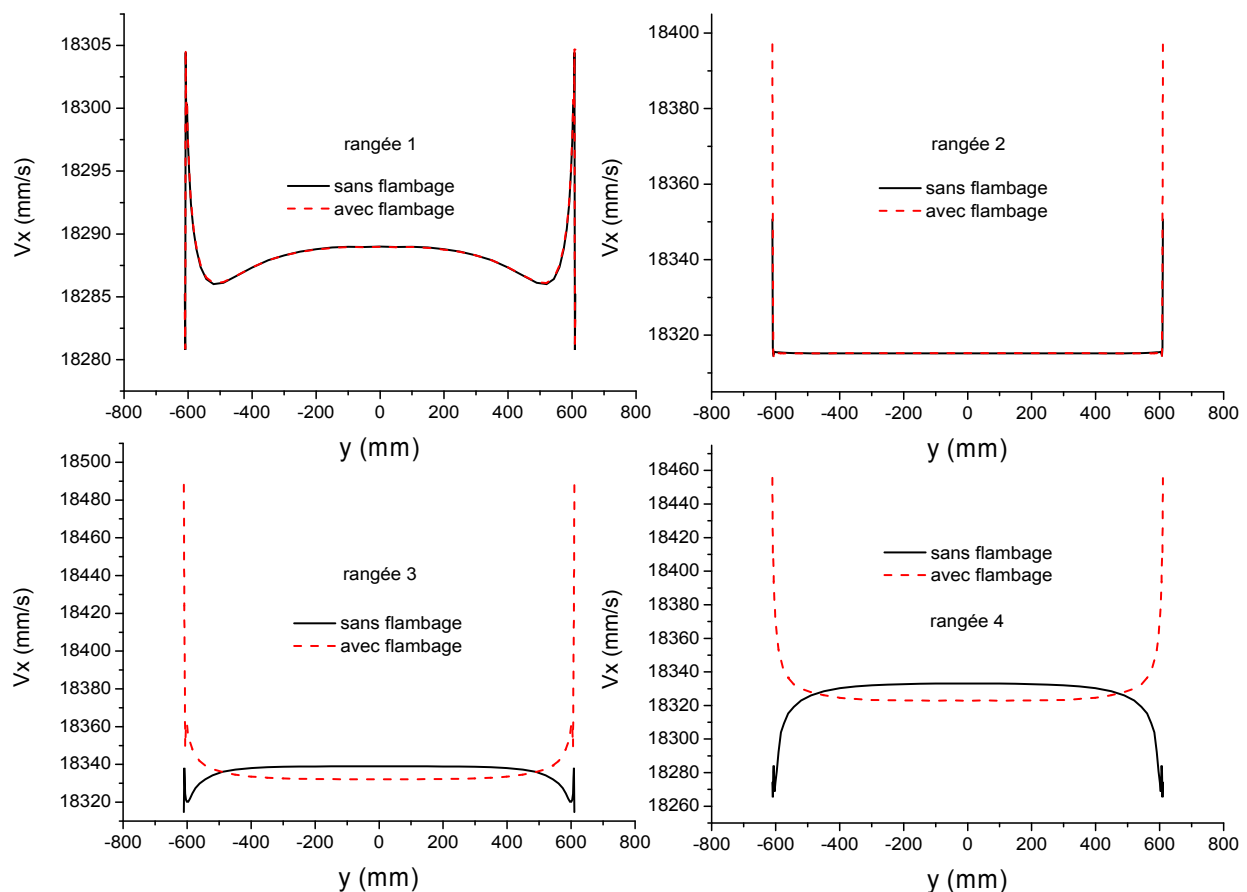 18305
18300
18295
18290
18285
18280
Vx (mm/s)
rangée 1
sans flambage
avec flambage
-800 -600 -400 -200 0 200 400 600 800
y (mm)
18400
18380
18360
18340
18320
Vx (mm/s)
rangée 2
sans flambage
avec flambage
-800 -600 -400 -200 0 200 400 600 800
y (mm)
18500
18480
18460
18440
18420
18400
18380
18360
18340
18320
Vx (mm/s)
rangée 3
sans flambage
avec flambage
-800 -600 -400 -200 0 200 400 600 800
y (mm)
18460
18440
18420
18400
18380
18360
18340
18320
18300
18280
18260
Vx (mm/s)
sans flambage
avec flambage
rangée 4
-800 -600 -400 -200 0 200 400 600 800
y (mm)